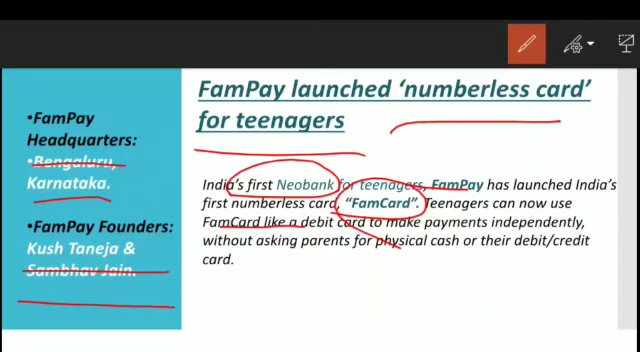 •FamPay
Headquarters:
•Bengaluru,
Karnataka.
•FamPay Founders:
Kush Taneja &
Sambhav Jain.
FamPay launched ‘numberless card’
for teenagers
India’s first Neobank for teenagers, FamPay has launched India’s
first numberless card, “FamCard”. Teenagers can now use
FamCard like a debit card to make payments independently,
without asking parents for physical cash or their debit/credit
card.